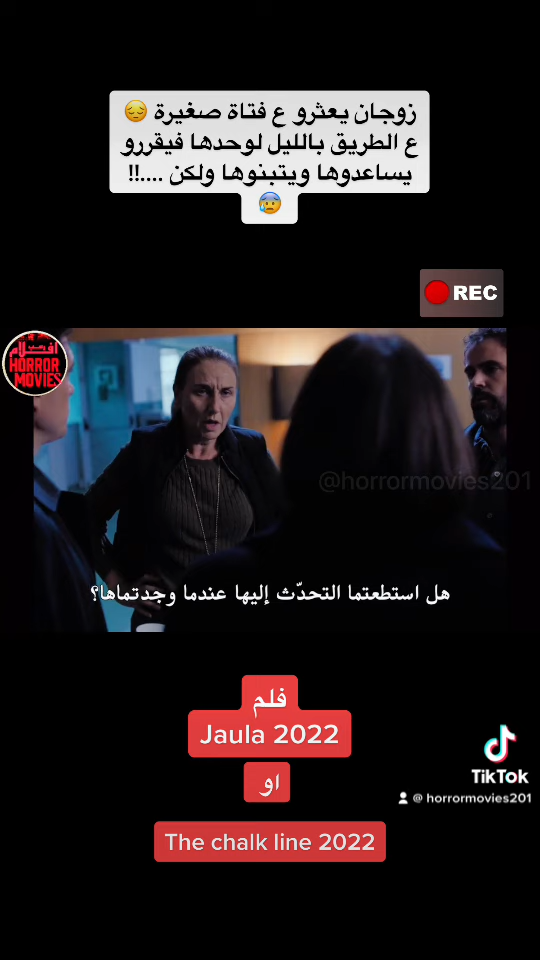 زوجان يعثرو ع فتاة صغيرة 😔
ع الطريق بالليل لوحدها فيقررو
يساعدوها ويتبنوها ولكن ....!!
😰
REC
افلام
HORROR
MOVIES
@horrormovies201
هل استطعتما التحدّث إليها عندما وجدتماها؟
فلم
Jaula 2022
او
The chalk line 2022
TikTok
@ horrormovies201